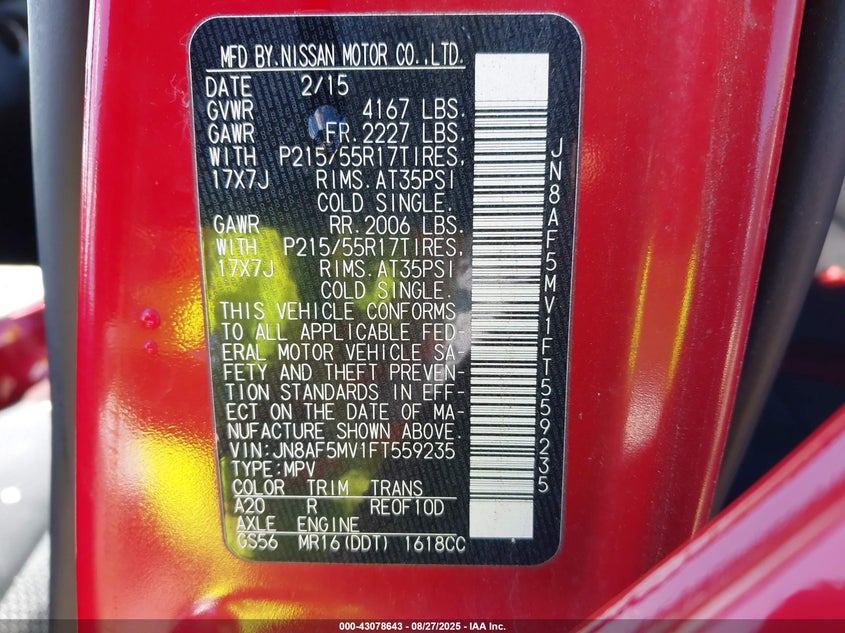 MFD BY.NISSAN MOTOR CO.,LTD.
DATE 2/15
GVWR 4167 LBS.
GAWR FR.2227 LBS.
WITH P215/55R17TIRES,
17X7J RIMS.AT35PSI
COLD SINGLE.
GAWR RR.2006 LBS.
WITH P215/55R17TIRES,
17X7J RIMS.AT35PSI
COLD SINGLE.
THIS VEHICLE CONFORMS
TO ALL APPLICABLE FED-
ERAL MOTOR VEHICLE SA-
FETY AND THEFT PREVEN-
TION STANDARDS IN EFF-
ECT ON THE DATE OF MA-
NUFACTURE SHOWN ABOVE.
VIN:JN8AF5MV1FT559235
TYPE:MPV
COLOR TRIM TRANS
A20 R RE0F10D
AXLE ENGINE
GS56 MR16(DDT) 1618CC
JN8AF5MV1FT559235
000-43078643 - 08/27/2025 - IAA Inc.